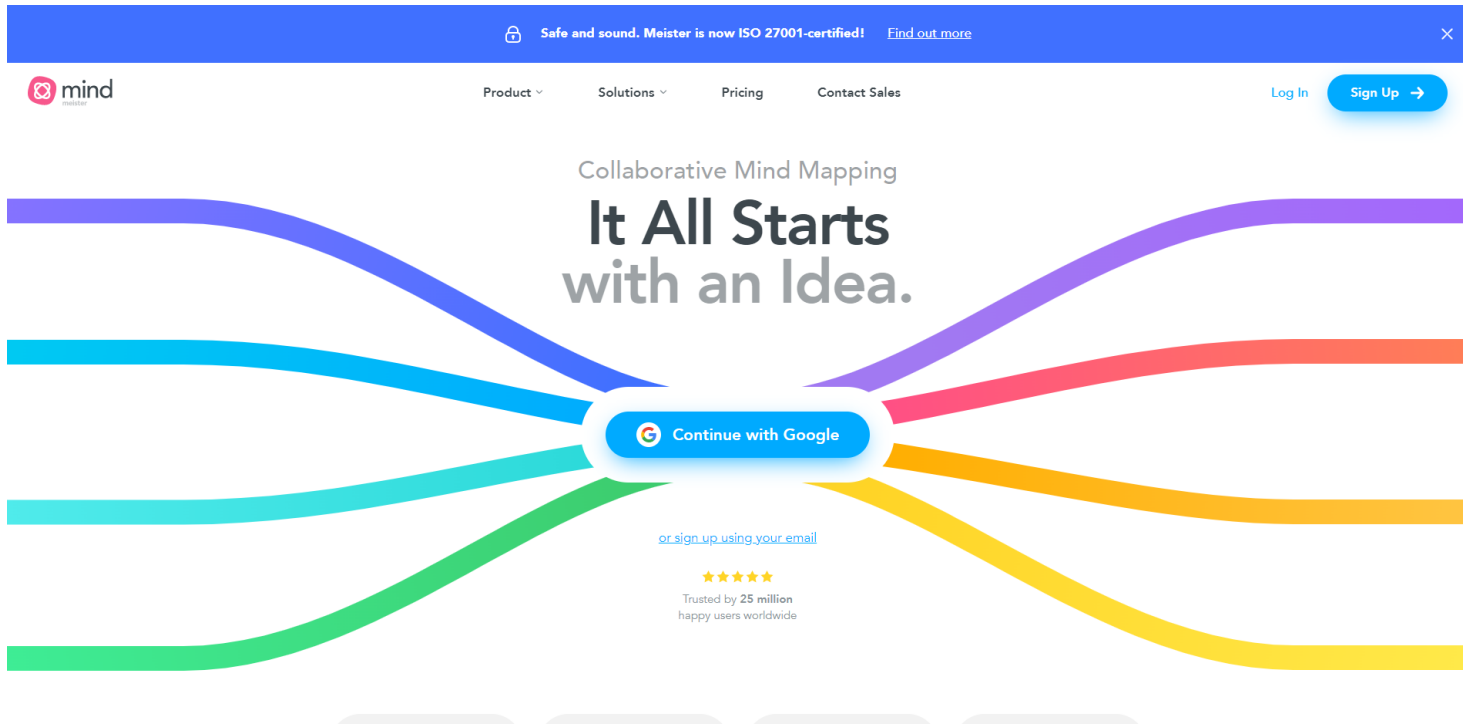 Safe and sound. Meister is now ISO 27001-certified! Find out more
mind
meister
Product
Solutions
Pricing
Contact Sales
Log In
Sign Up
Collaborative Mind Mapping
It All Starts
with an Idea.
Continue with Google
or sign up using your email
Trusted by 25 million
happy users worldwide